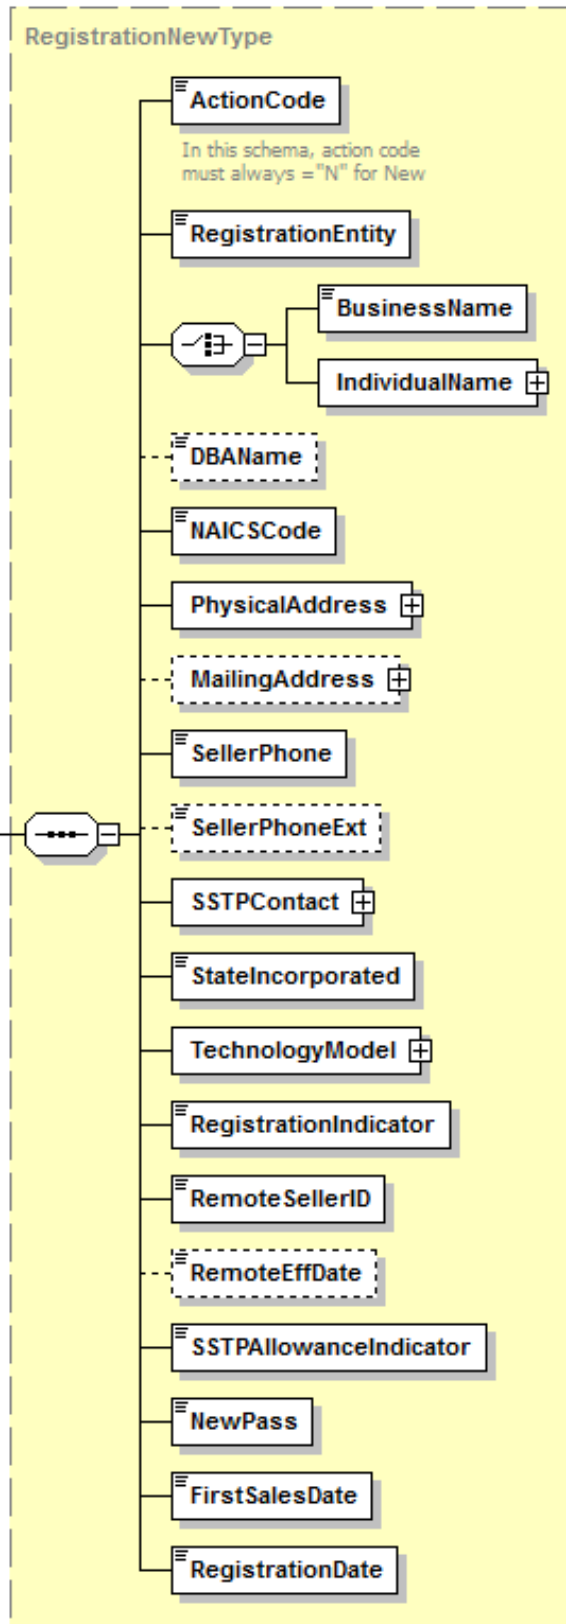 RegistrationNewType
ActionCode
In this schema, action code
must always ="N" for New
RegistrationEntity
BusinessName
IndividualName
DBAName
NAICSCode
PhysicalAddress
MailingAddress
SellerPhone
SellerPhoneExt
SSTPContact
StateIncorporated
TechnologyModel
RegistrationIndicator
RemoteSellerID
RemoteEffDate
SSTPAllowanceIndicator
NewPass
FirstSalesDate
RegistrationDate